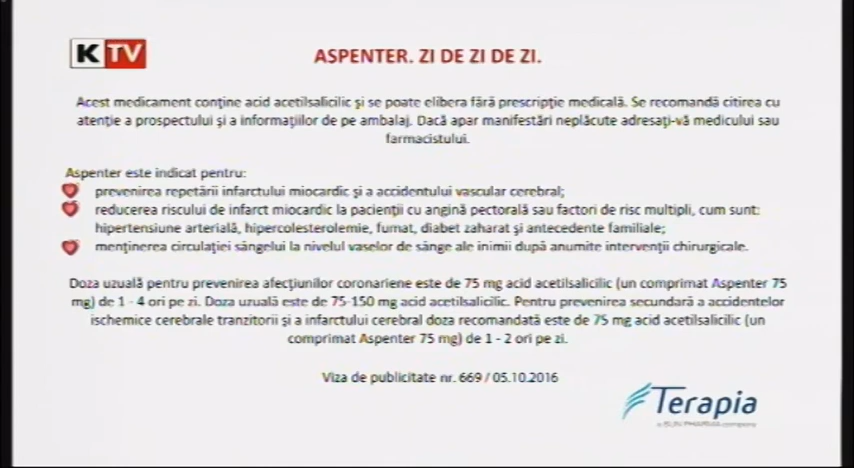 K TV
ASPENTER. ZI DE ZI DE ZI.
Acest medicament conține acid acetilsalicilic și se poate elibera fără prescripție medicală. Se recomandă citirea cu
atenție a prospectului și a informațiilor de pe ambalaj. Dacă apar manifestări neplăcute adresați-vă medicului sau
farmacistului.
Aspenter este indicat pentru:
prevenirea repetării infarctului miocardic și a accidentului vascular cerebral;
reducerea riscului de infarct miocardic la pacienții cu angină pectorală sau factori de risc multipli, cum sunt:
hipertensiune arterială, hipercolesterolemie, fumat, diabet zaharat și antecedente familiale;
menținerea circulației sângelui la nivelul vaselor de sânge ale inimii după anumite intervenții chirurgicale.
Doza uzuală pentru prevenirea afecțiunilor coronariene este de 75 mg acid acetilsalicilic (un comprimat Aspenter 75
mg) de 1 - 4 ori pe zi. Doza uzuală este de 75-150 mg acid acetilsalicilic. Pentru prevenirea secundară a accidentelor
ischemice cerebrale tranzitorii și a infarctului cerebral doza recomandată este de 75 mg acid acetilsalicilic (un
comprimat Aspenter 75 mg) de 1 - 2 ori pe zi.
Viza de publicitate nr. 669 / 05.10.2016
Terapia
a SUN PHARMA company